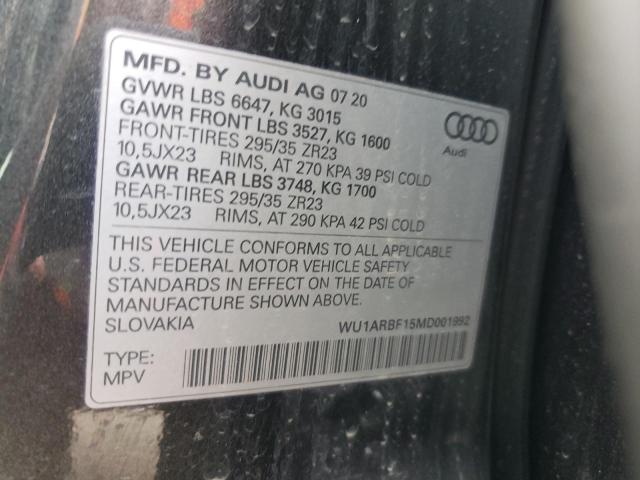 MFD. BY AUDI AG 07 20
GVWR LBS 6647, KG 3015
GAWR FRONT LBS 3527, KG 1600
FRONT-TIRES 295/35 ZR23
10,5JX23 RIMS, AT 270 KPA 39 PSI COLD
GAWR REAR LBS 3748, KG 1700
REAR-TIRES 295/35 ZR23
10,5JX23 RIMS, AT 290 KPA 42 PSI COLD
Audi
THIS VEHICLE CONFORMS TO ALL APPLICABLE
U.S. FEDERAL MOTOR VEHICLE SAFETY
STANDARDS IN EFFECT ON THE DATE OF
MANUFACTURE SHOWN ABOVE.
SLOVAKIA WU1ARBF15MD001992
TYPE:
MPV